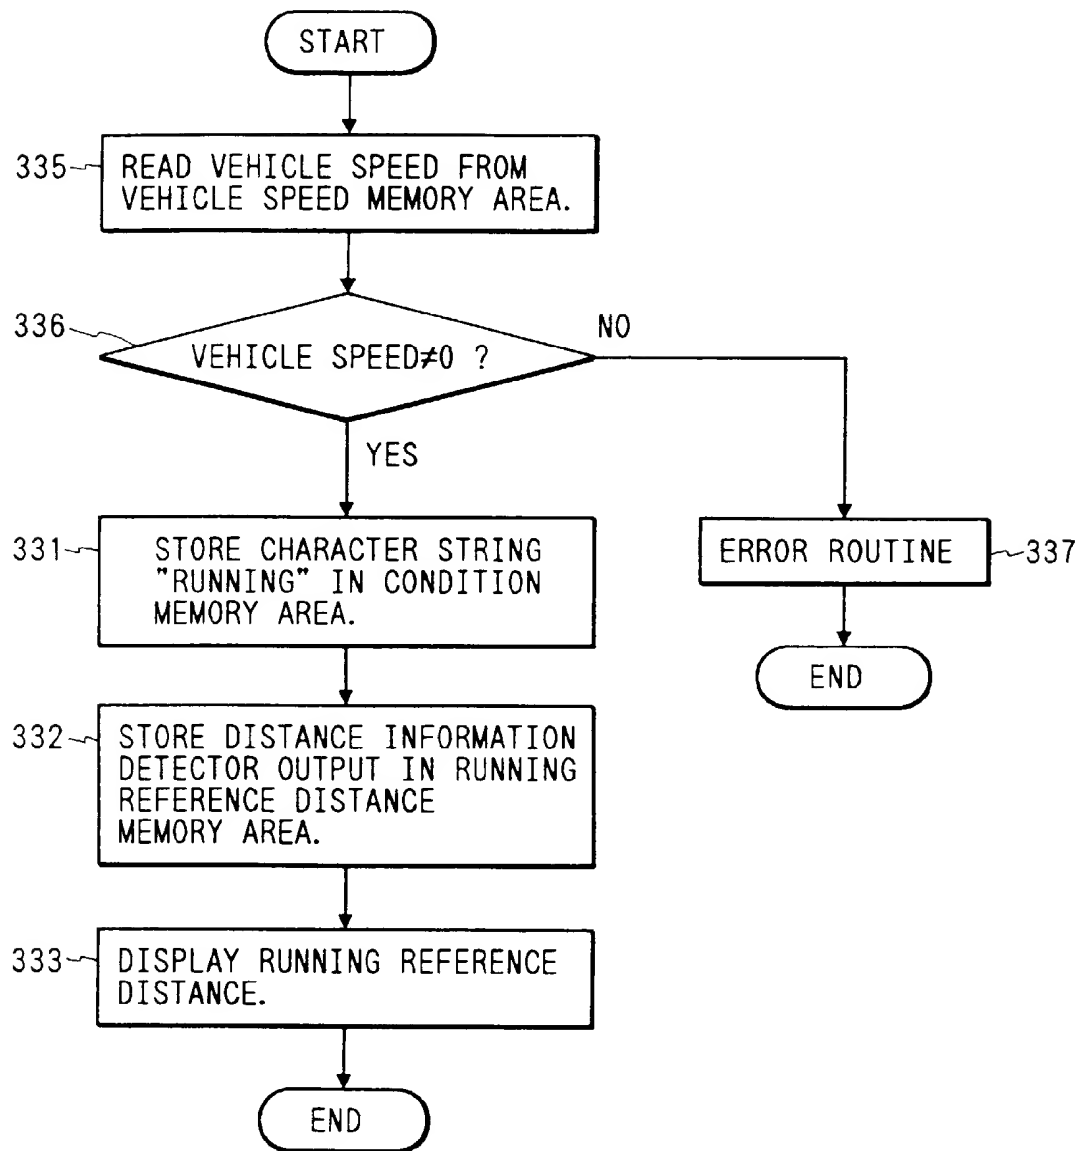 START
335
READ VEHICLE SPEED FROM
VEHICLE SPEED MEMORY AREA.
336
VEHICLE SPEED≠0 ?
NO
YES
331
STORE CHARACTER STRING
"RUNNING" IN CONDITION
MEMORY AREA.
ERROR ROUTINE
337
END
332
STORE DISTANCE INFORMATION
DETECTOR OUTPUT IN RUNNING
REFERENCE DISTANCE
MEMORY AREA.
333
DISPLAY RUNNING REFERENCE
DISTANCE.
END